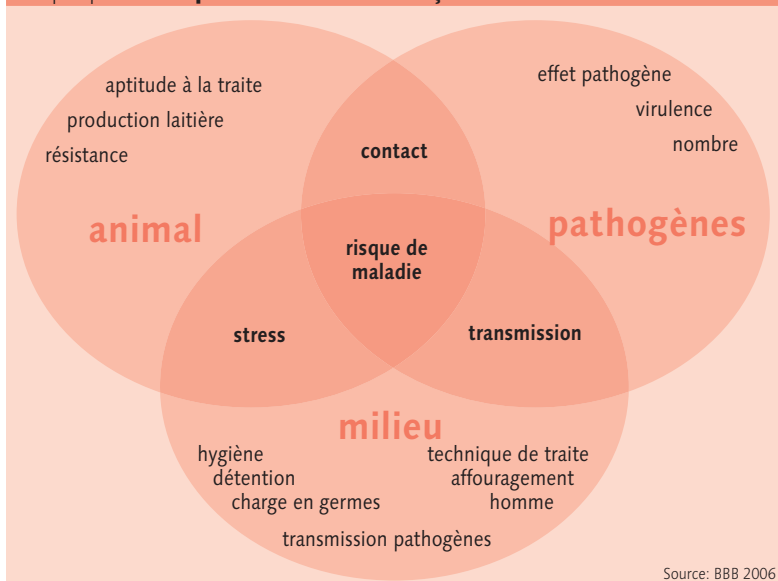 aptitude à la traite
production laitière
résistance
animal
effet pathogène
virulence
nombre
pathogènes
contact
risque de
maladie
stress
transmission
milieu
hygiène
détention
charge en germes
technique de traite
affouragement
homme
transmission pathogènes
Source: BBB 2006